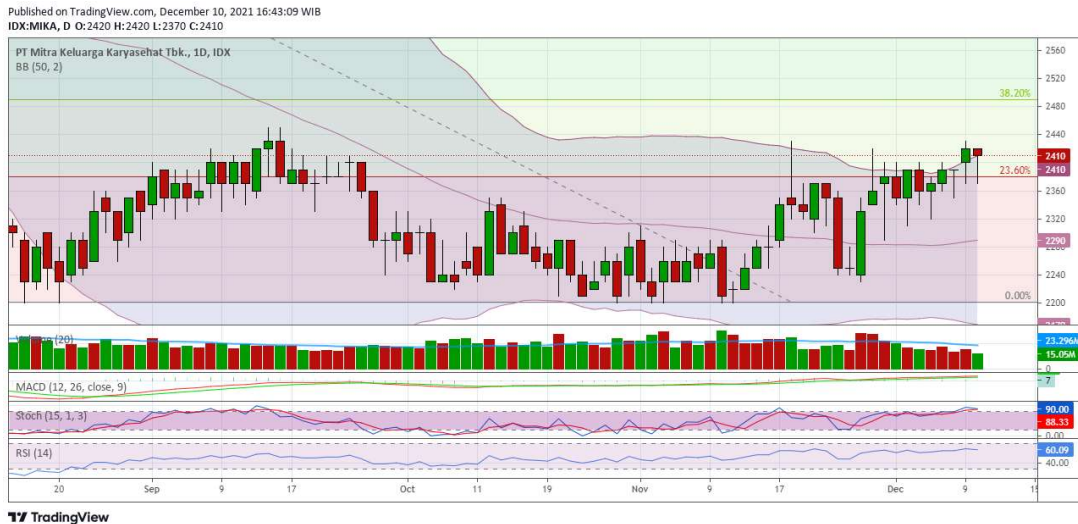 Published on TradingView.com, December 10, 2021 16:43:09 WIB
IDX:MIKA, D O:2420 H:2420 L:2370 C:2410
PT Mitra Keluarga Karyasehat Tbk., 1D, IDX
BB (50, 2)
2560
2520
38.20%
2480
2440
2410
23.60%
2410
2360
2320
2290
2280
2240
0.00%
2200
(20)
23.296M
15.05M
0
MACD (12, 26, close, 9)
7
Stoch (15, 1, 3)
90.00
88.33
0.00
RSI (14)
60.09
40.00
20
Sep
9
17
Oct
11
19
Nov
9
17
Dec
9
15
TradingView